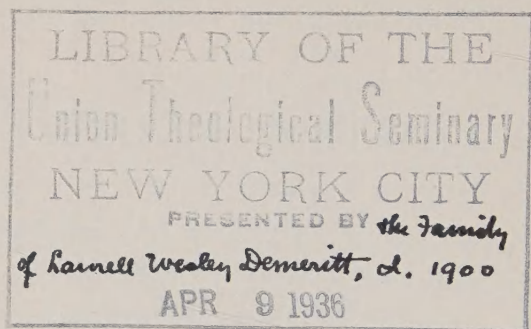 LIBRARY OF THE
Union Theological Seminary
NEW YORK CITY
PRESENTED BY the Family
of Laurell Wesley Demeritt, d. 1900
APR 9 1936